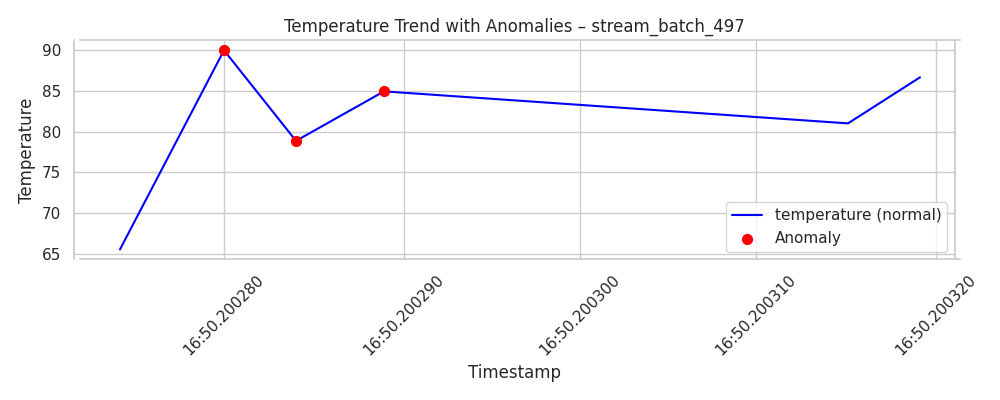 Temperature Trend with Anomalies – stream_batch_497
Temperature
90
85
80
75
70
65
temperature (normal)
Anomaly
16:50.200280
16:50.200290
16:50.200300
16:50.200310
16:50.200320
Timestamp